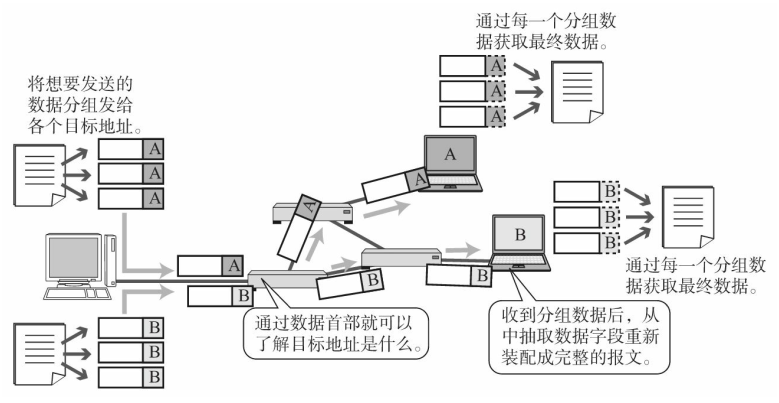 通过每一个分组数
据获取最终数据。
A
A
A
将想要发送的
数据分组发给
各个目标地址。
A
A
A
A
A
A
B
B
B
B
A
B
B
B
通过每一个分组数
据获取最终数据。
B
B
B
通过数据首部就可以
了解目标地址是什么。
收到分组数据后，从
中抽取数据字段重新
装配成完整的报文。